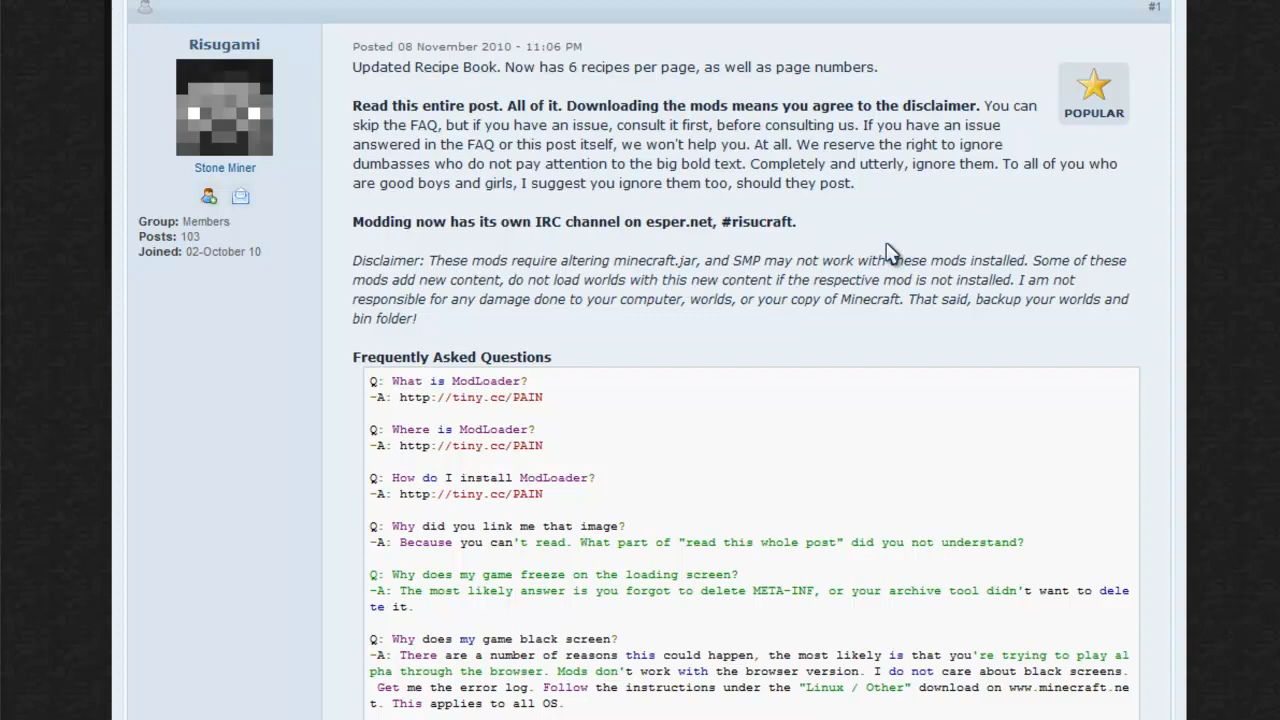 #1
Risugami
Posted 08 November 2010 - 11:06 PM
Updated Recipe Book. Now has 6 recipes per page, as well as page numbers.
POPULAR
Read this entire post. All of it. Downloading the mods means you agree to the disclaimer. You can
skip the FAQ, but if you have an issue, consult it first, before consulting us. If you have an issue
answered in the FAQ or this post itself, we won't help you. At all. We reserve the right to ignore
dumbasses who do not pay attention to the big bold text. Completely and utterly, ignore them. To all of you who
are good boys and girls, I suggest you ignore them too, should they post.
Stone Miner
Group: Members
Posts: 103
Joined: 02-October 10
Modding now has its own IRC channel on esper.net, #risucraft.
Disclaimer: These mods require altering minecraft.jar, and SMP may not work with these mods installed. Some of these
mods add new content, do not load worlds with this new content if the respective mod is not installed. I am not
responsible for any damage done to your computer, worlds, or your copy of Minecraft. That said, backup your worlds and
bin folder!
Frequently Asked Questions
Q: What is ModLoader?
-A: http://tiny.cc/PAIN
Q: Where is ModLoader?
-A: http://tiny.cc/PAIN
Q: How do I install ModLoader?
-A: http://tiny.cc/PAIN
Q: Why did you link me that image?
-A: Because you can't read. What part of "read this whole post" did you not understand?
Q: Why does my game freeze on the loading screen?
-A: The most likely answer is you forgot to delete META-INF, or your archive tool didn't want to dele
te it.
Q: Why does my game black screen?
-A: There are a number of reasons this could happen, the most likely is that you're trying to play al
pha through the browser. Mods don't work with the browser version. I do not care about black screens.
Get me the error log. Follow the instructions under the "Linux / Other" download on www.minecraft.ne
t. This applies to all OS.